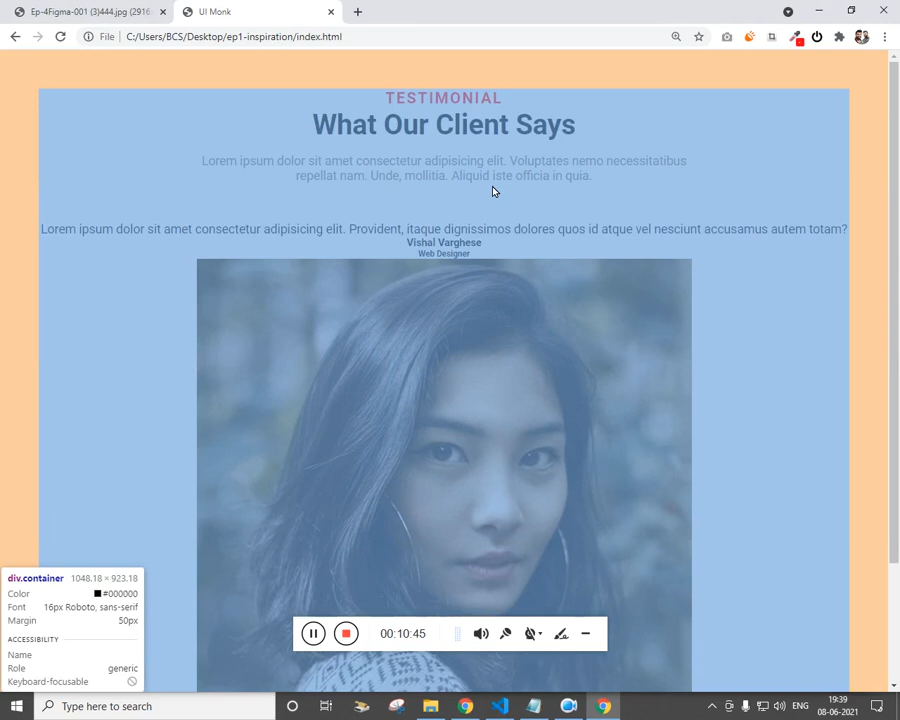 Ep-4Figma-001 (3)444.jpg (2916
UI Monk
File
C:/Users/BCS/Desktop/ep1-inspiration/index.html
TESTIMONIAL
What Our Client Says
Lorem ipsum dolor sit amet consectetur adipisicing elit. Voluptates nemo necessitatibus
repellat nam. Unde, mollitia. Aliquid iste officia in quia.
Lorem ipsum dolor sit amet consectetur adipisicing elit. Provident, itaque dignissimos dolores quos id atque vel nesciunt accusamus autem totam?
Vishal Varghese
Web Designer
div.container 1048.18 × 923.18
Color #000000
Font 16px Roboto, sans-serif
Margin 50px
ACCESSIBILITY
Name
Role generic
Keyboard-focusable
00:10:45
Type here to search
ENG
19:39
08-06-2021